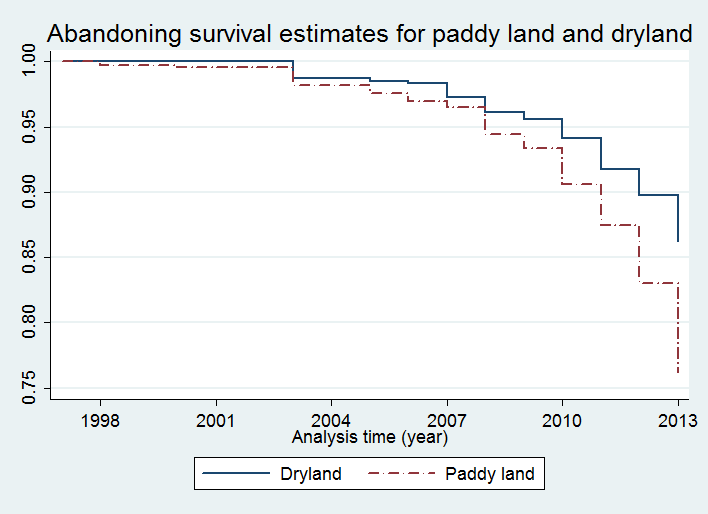 Abandoning survival estimates for paddy land and dryland
1.00
0.95
0.90
0.85
0.80
0.75
1998 2001 2004 2007 2010 2013
Analysis time (year)
Dryland Paddy land